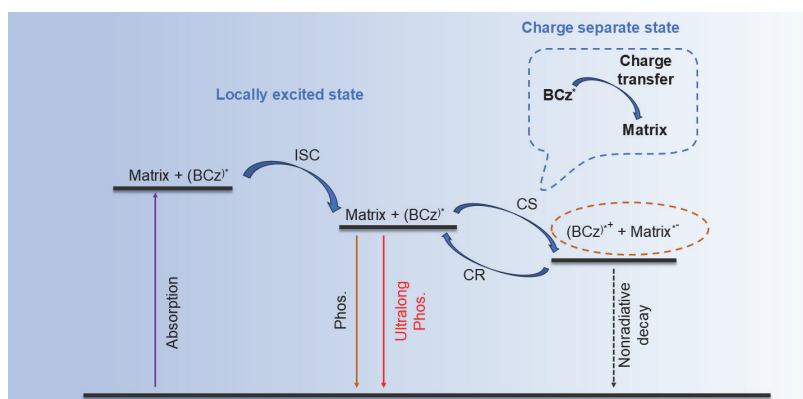 Charge separate state
Charge
transfer
BCz*
Matrix
Locally excited state
ISC
Matrix + (BCz)*
Matrix + (BCz)*
CS
(BCz)*+ + Matrix*-
CR
Absorption
Phos.
Ultralong
Phos.
Nonradiative
decay